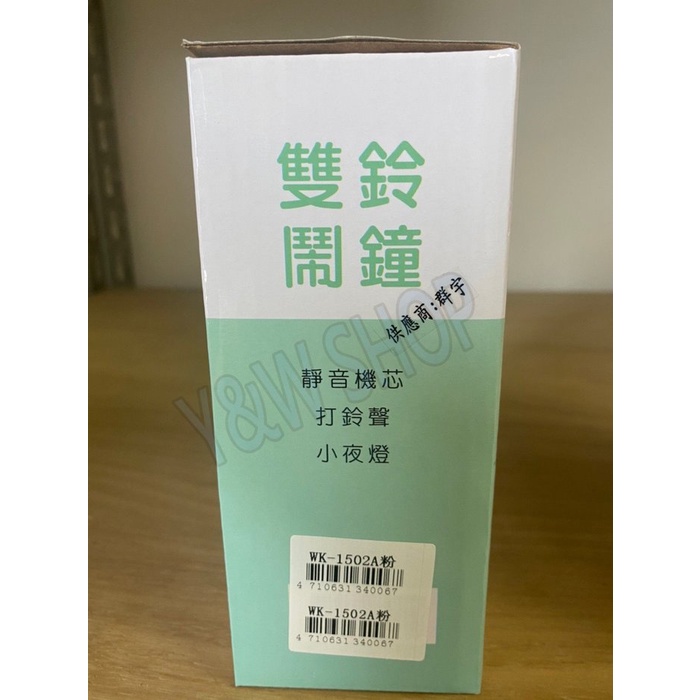 雙鈴
鬧鐘
供應商:群宇
Y&W SHOP
靜音機芯
打鈴聲
小夜燈
WK-1502A粉
4 710631 340067
WK-1502A粉
4 710631 340067